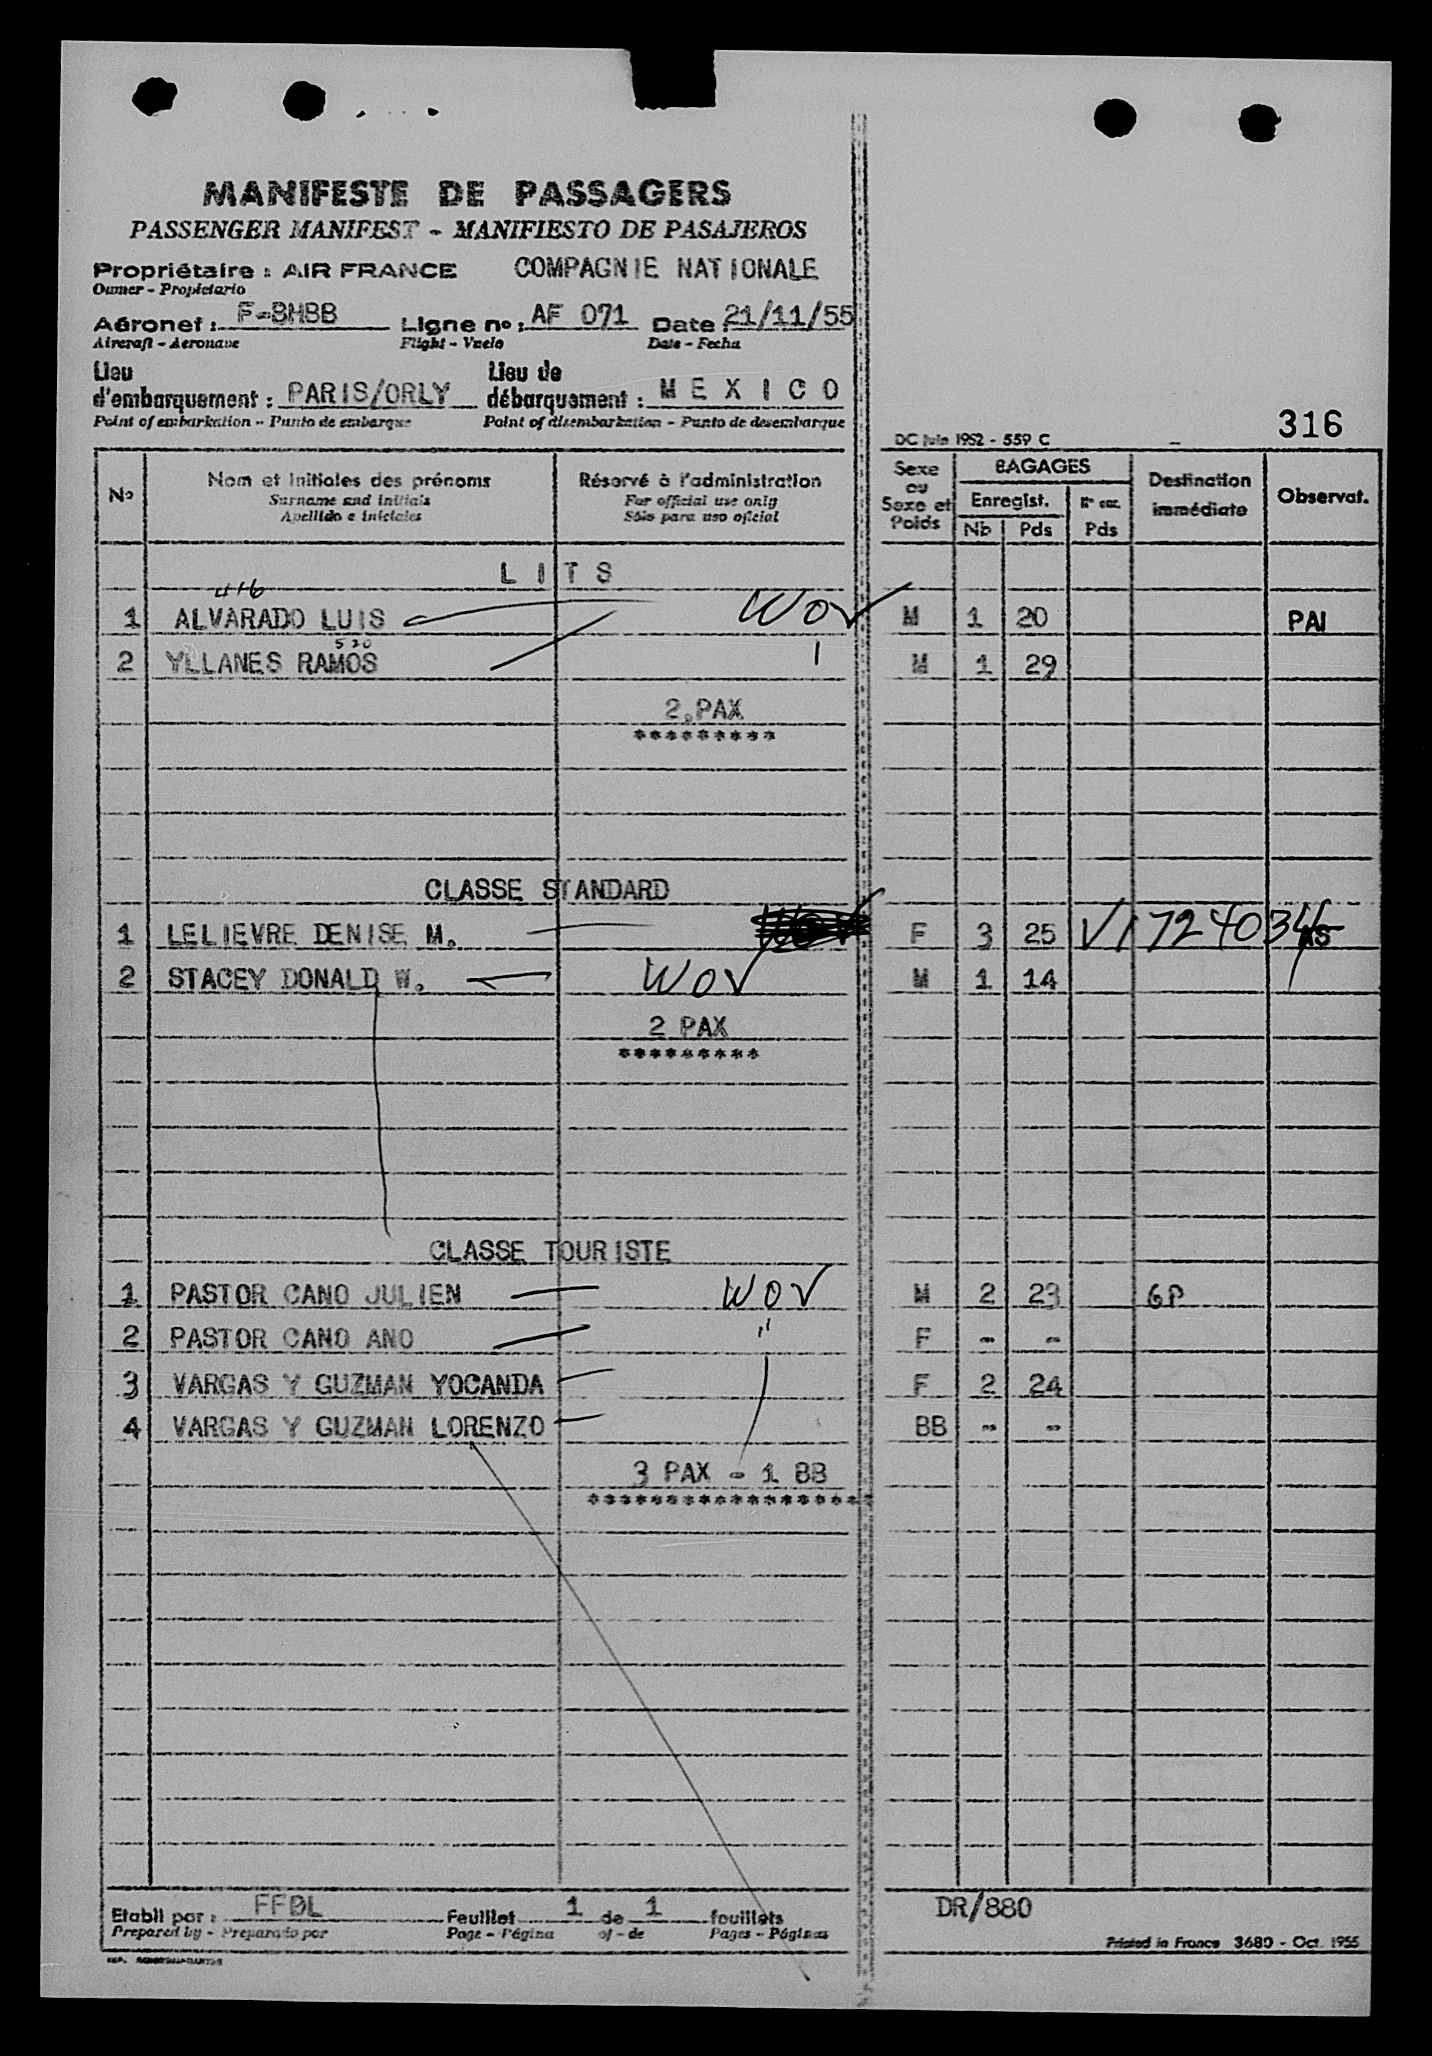 MANIFESTE DE PASSAGERS
PASSENGER MANIFEST - MANIFIESTO DE PASAJEROS
Propriétaire : AIR FRANCE COMPAGNIE NATIONALE
Owner - Propietario
Aéronef : F-BHBB Ligne no : AF 071 Date : 21/11/55
Aircraft - Aeronave Flight - Vuelo Date - Fecha
Lieu d'embarquement : PARIS/ORLY Lieu de débarquement : MEXICO
Point of embarkation - Punto de embarque Point of disembarkation - Punto de desembarque
DC Juin 1952 - 559 C 316
No Nom et initiales des prénoms Réservé à l'administration Sexe ou Sexe et Poids BAGAGES Destination immédiate Observat.
Surname and initials For official use only Enregist.
Apellido e iniciales Sólo para uso oficial Nb Pds Pds
LITS
416
1 ALVARADO LUIS WOV M 1 20 PAI
520
2 YLLANES RAMOS M 1 29
2,PAX
*********
CLASSE STANDARD
1 LELIEVRE DENISE M. F 3 25 V1724034 AS
2 STACEY DONALD W. WOV M 1 14
2 PAX
*********
CLASSE TOURISTE
1 PASTOR CANO JULIEN WOV M 2 23 GP
2 PASTOR CANO ANO " F - -
3 VARGAS Y GUZMAN YOCANDA F 2 24
4 VARGAS Y GUZMAN LORENZO BB - -
3 PAX - 1 BB
******************
Etabli par : FFDL Feuillet 1 de 1 feuillets DR/880
Prepared by - Preparado por Page - Página of - de Pages - Páginas
Printed in France 3680 - Oct. 1955